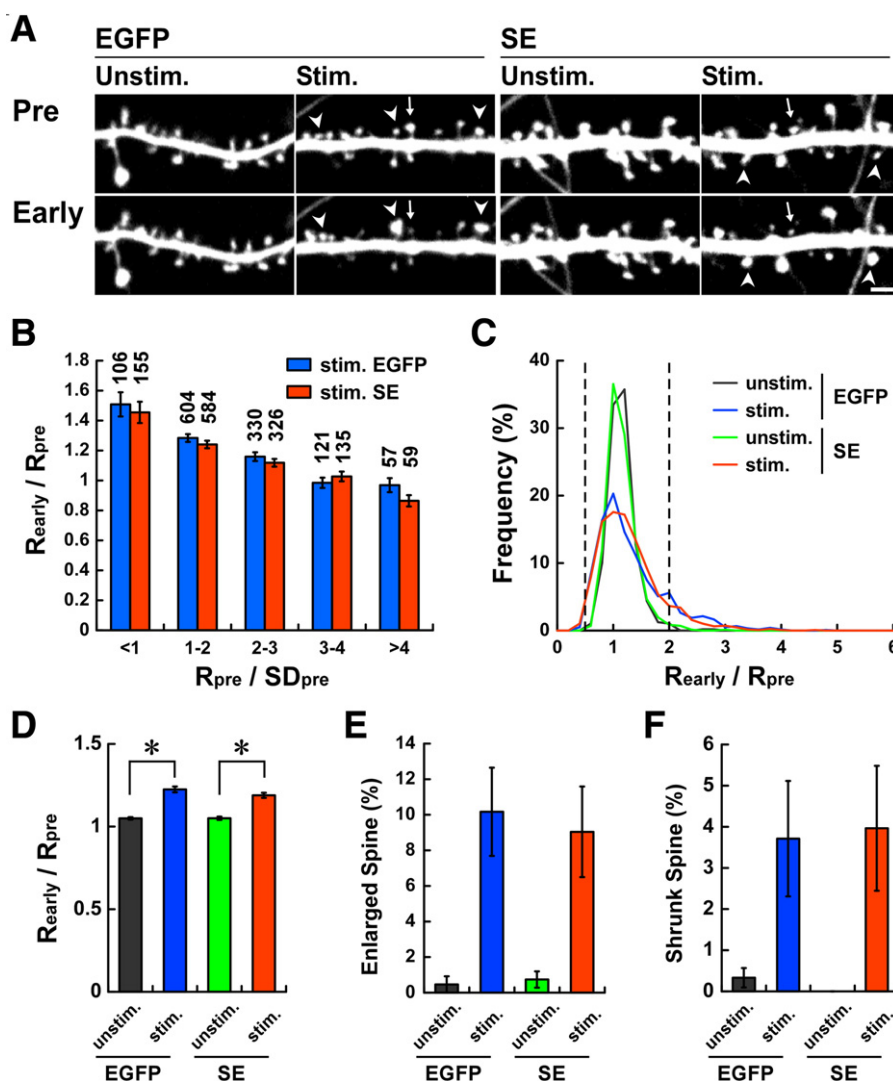 A
EGFP SE
Unstim. Stim. Unstim. Stim.
Pre
Early
B
1.8
1.6
1.4
1.2
1
0.8
0.6
0.4
0.2
0
Rearly / Rpre
106 155
604 584
330 326
121 135
57 59
stim. EGFP
stim. SE
<1 1-2 2-3 3-4 >4
Rpre / SDpre
C
40
30
20
10
0
Frequency (%)
unstim.
stim.
EGFP
unstim.
stim.
SE
0 1 2 3 4 5 6
Rearly / Rpre
D
1.5
1
0.5
0
Rearly / Rpre
* *
unstim. stim. unstim. stim.
EGFP SE
E
14
12
10
8
6
4
2
0
Enlarged Spine (%)
unstim. stim. unstim. stim.
EGFP SE
F
6
5
4
3
2
1
0
Shrunk Spine (%)
unstim. stim. unstim. stim.
EGFP SE